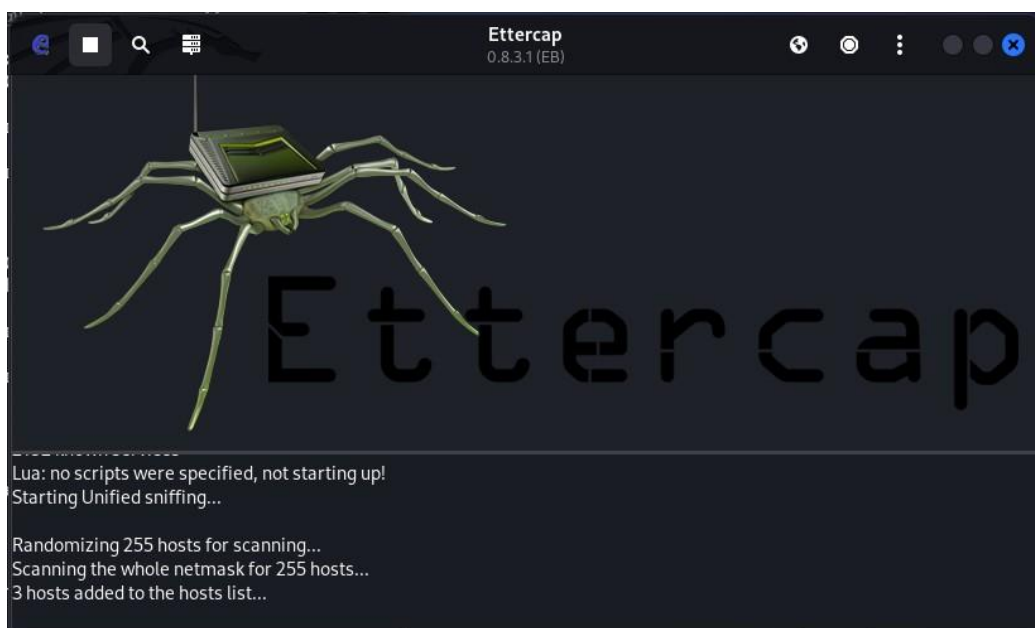 Ettercap
0.8.3.1 (EB)
Ettercap
Lua: no scripts were specified, not starting up!
Starting Unified sniffing...
Randomizing 255 hosts for scanning...
Scanning the whole netmask for 255 hosts...
3 hosts added to the hosts list...